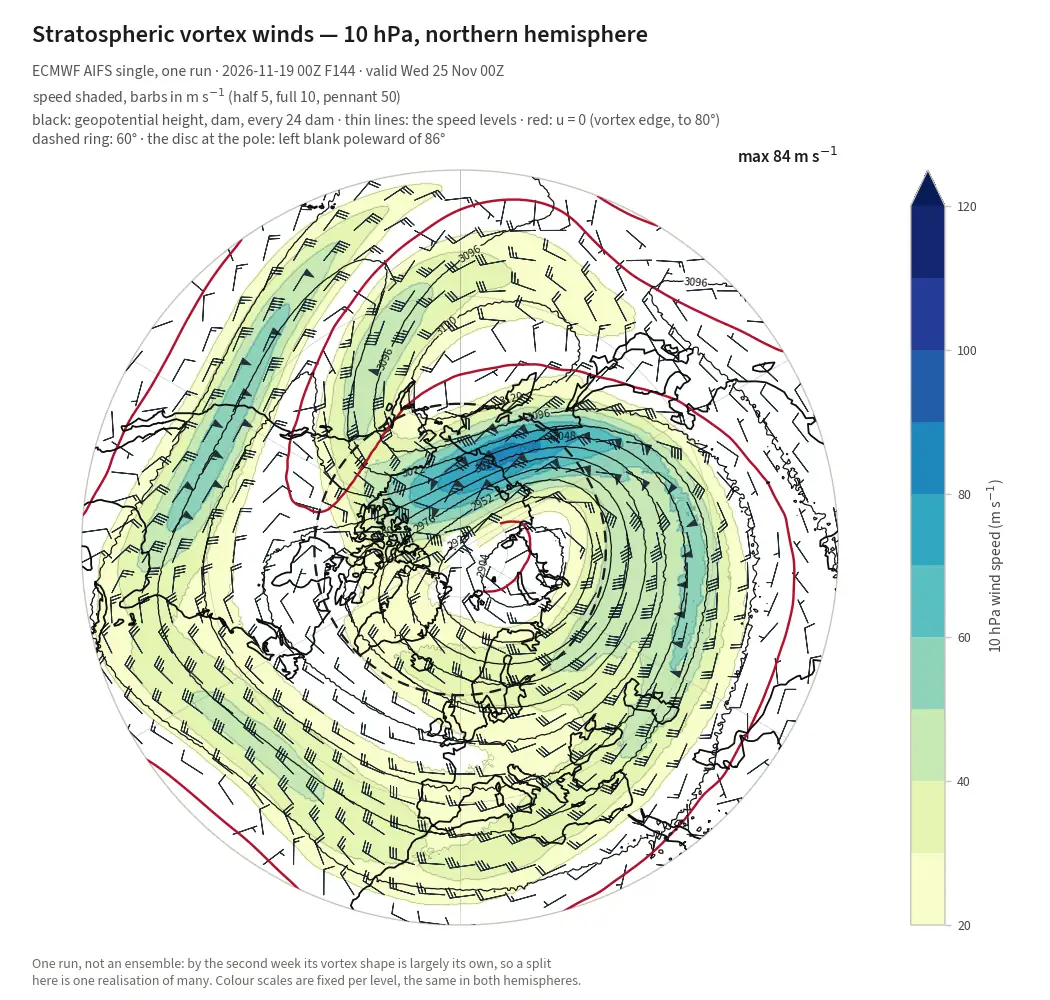 Stratospheric vortex winds — 10 hPa, northern hemisphere
ECMWF AIFS single, one run · 2026-11-19 00Z F144 · valid Wed 25 Nov 00Z
speed shaded, barbs in m s⁻¹ (half 5, full 10, pennant 50)
black: geopotential height, dam, every 24 dam · thin lines: the speed levels · red: u = 0 (vortex edge, to 80°)
dashed ring: 60° · the disc at the pole: left blank poleward of 86°
max 84 m s⁻¹
120
100
80
60
40
20
10 hPa wind speed (m s⁻¹)
3096
3096
3096
3096
3048
One run, not an ensemble: by the second week its vortex shape is largely its own, so a split
here is one realisation of many. Colour scales are fixed per level, the same in both hemispheres.